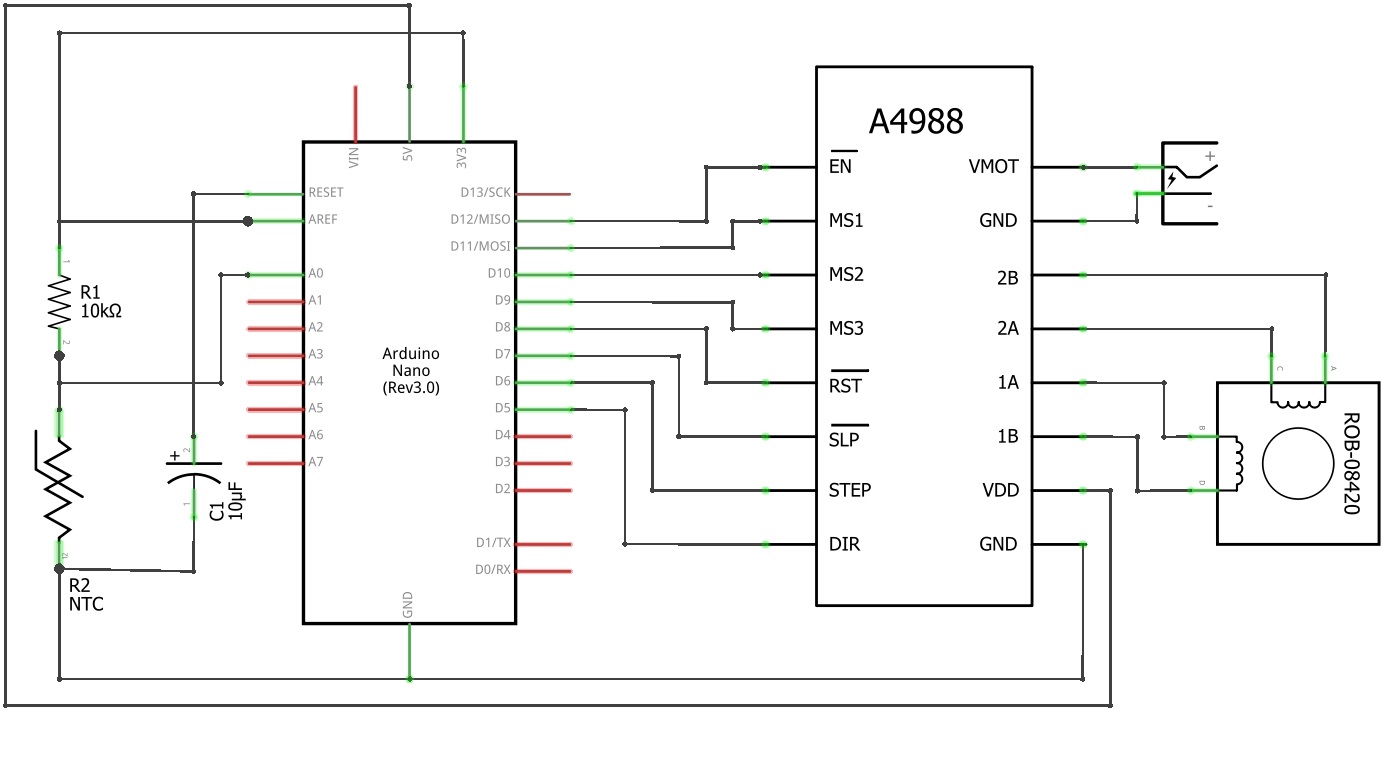 VIN
5V
3V3
RESET
AREF
A0
A1
A2
A3
A4
A5
A6
A7
Arduino
Nano
(Rev3.0)
D13/SCK
D12/MISO
D11/MOSI
D10
D9
D8
D7
D6
D5
D4
D3
D2
D1/TX
D0/RX
GND
1
R1
10kΩ
2
12
R2
NTC
+
2
1
C1
10µF
A4988
EN
MS1
MS2
MS3
RST
SLP
STEP
DIR
VMOT
GND
2B
2A
1A
1B
VDD
GND
+
-
C
A
B
D
ROB-08420